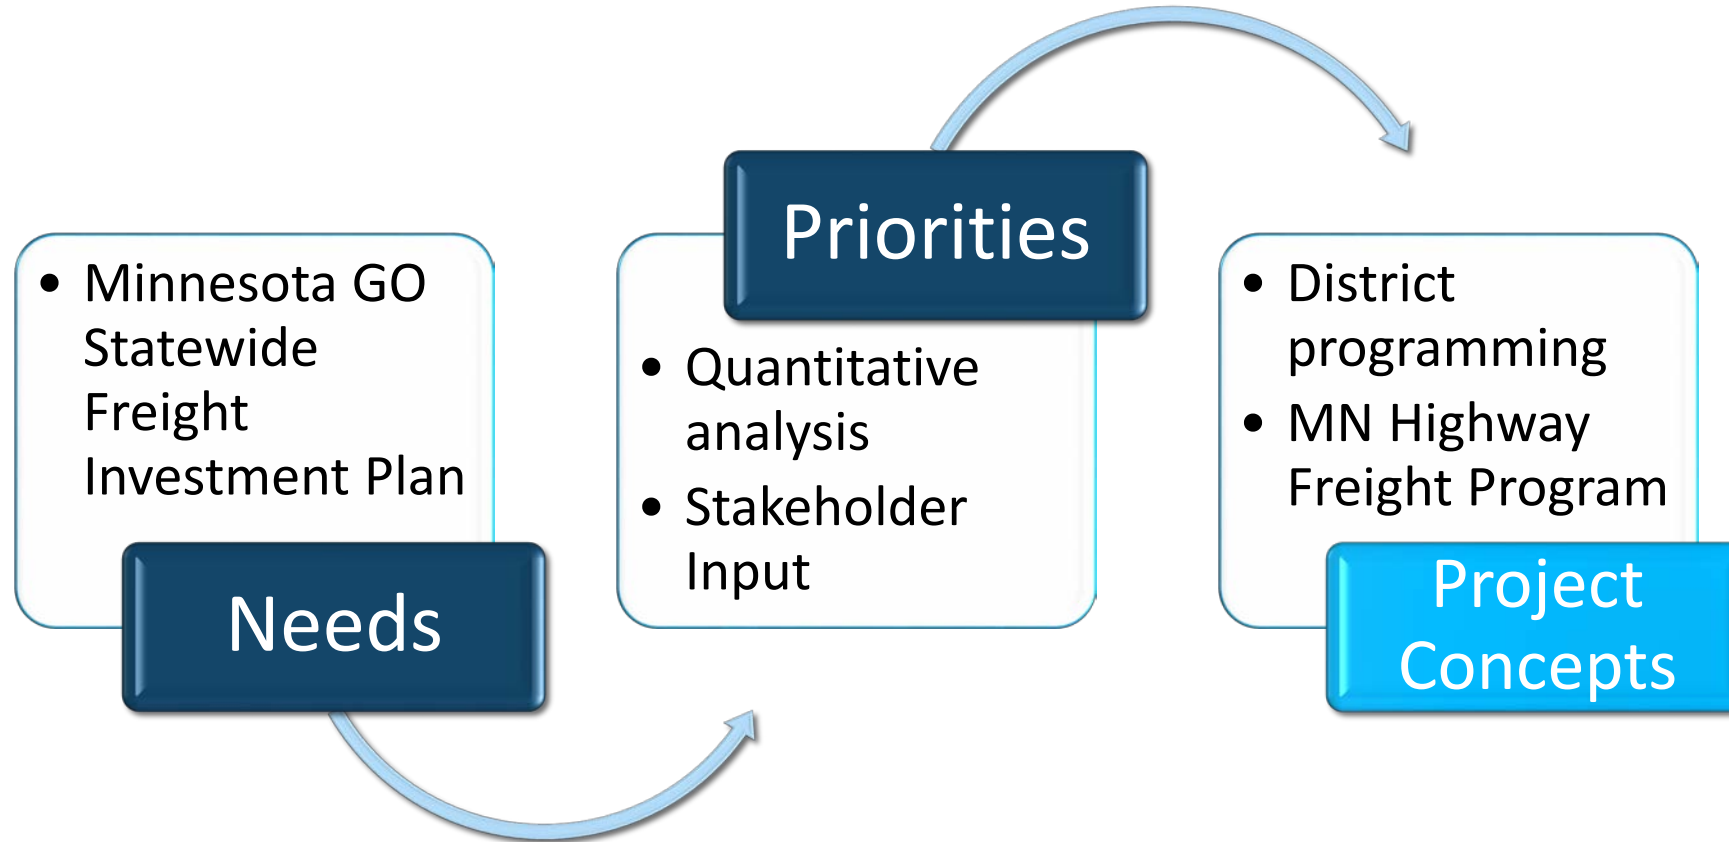 • Minnesota GO
Statewide
Freight
Investment Plan
Needs
Priorities
• Quantitative
analysis
• Stakeholder
Input
• District
programming
• MN Highway
Freight Program
Project
Concepts